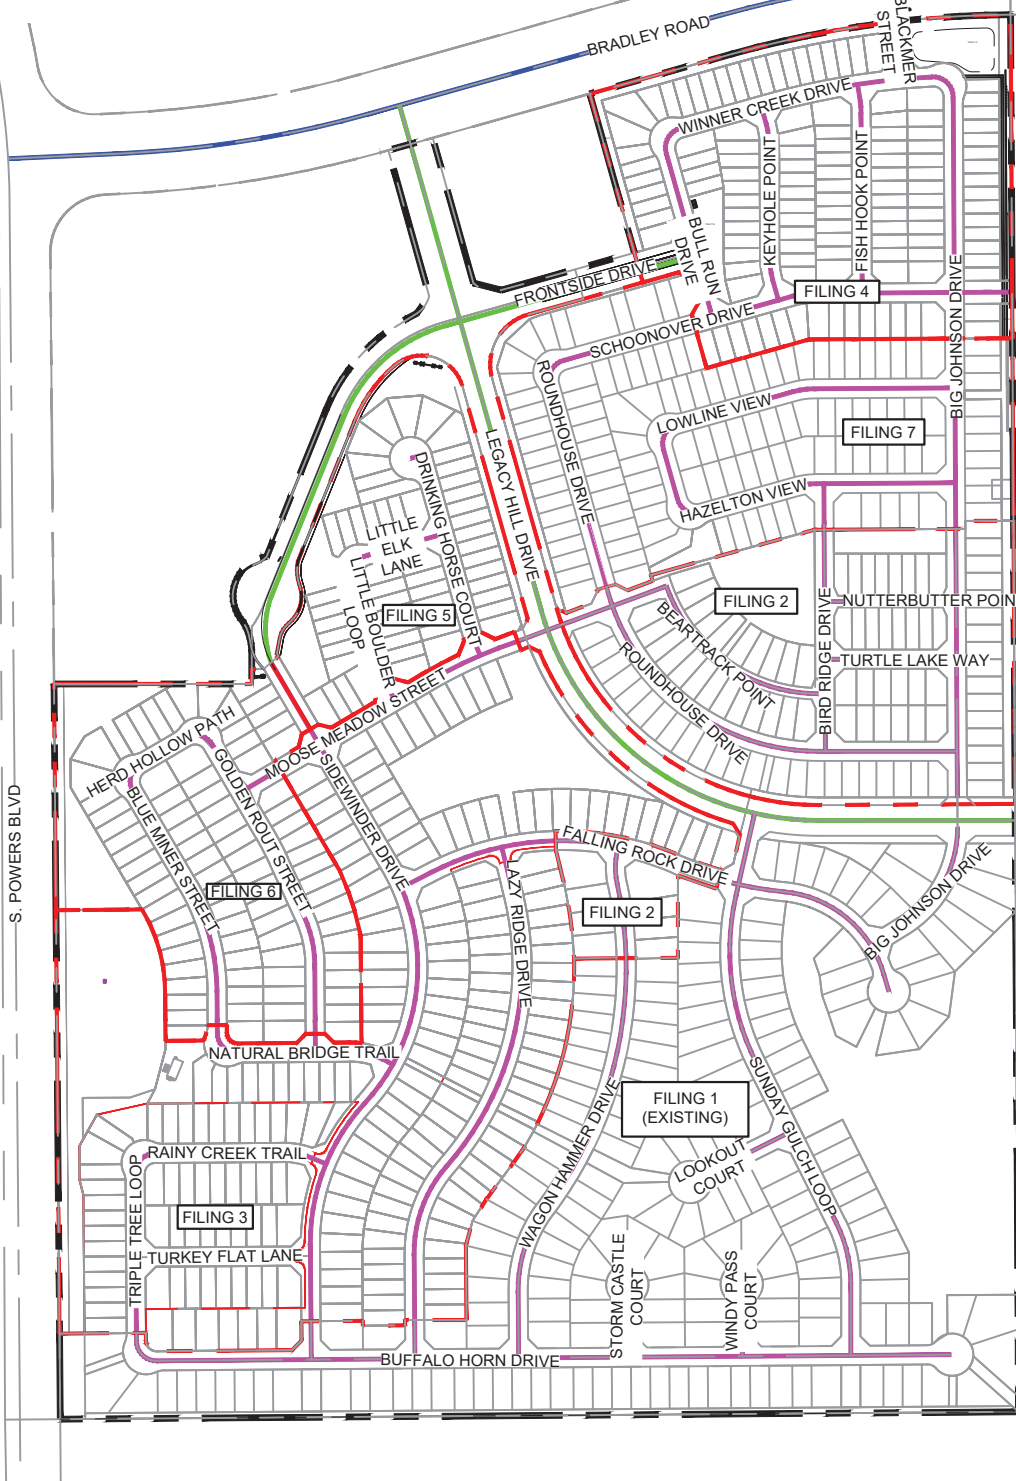 BRADLEY ROAD
BLACKMER
STREET
WINNER CREEK DRIVE
KEYHOLE POINT
FISH HOOK POINT
BULL RUN
DRIVE
FRONTSIDE DRIVE
FILING 4
BIG JOHNSON DRIVE
SCHOONOVER DRIVE
ROUNDHOUSE DRIVE
LOWLINE VIEW
BIG JOHNSON DRIVE
FILING 7
LEGACY HILL DRIVE
DRINKING HORSE COURT
HAZELTON VIEW
LITTLE
ELK
LANE
LITTLE BOULDER
LOOP
FILING 5
FILING 2
BEARTRACK POINT
BIRD RIDGE DRIVE
NUTTERBUTTER POIN
TURTLE LAKE WAY
ROUNDHOUSE DRIVE
MOOSE MEADOW STREET
HERD HOLLOW PATH
GOLDEN ROUT STREET
BLUE MINER STREET
SIDEWINDER DRIVE
S. POWERS BLVD
FILING 6
FALLING ROCK DRIVE
LAZY RIDGE DRIVE
FILING 2
BIG JOHNSON DRIVE
NATURAL BRIDGE TRAIL
WAGON HAMMER DRIVE
FILING 1
(EXISTING)
SUNDAY GULCH LOOP
LOOKOUT
COURT
RAINY CREEK TRAIL
TRIPLE TREE LOOP
FILING 3
TURKEY FLAT LANE
STORM CASTLE
COURT
WINDY PASS
COURT
BUFFALO HORN DRIVE